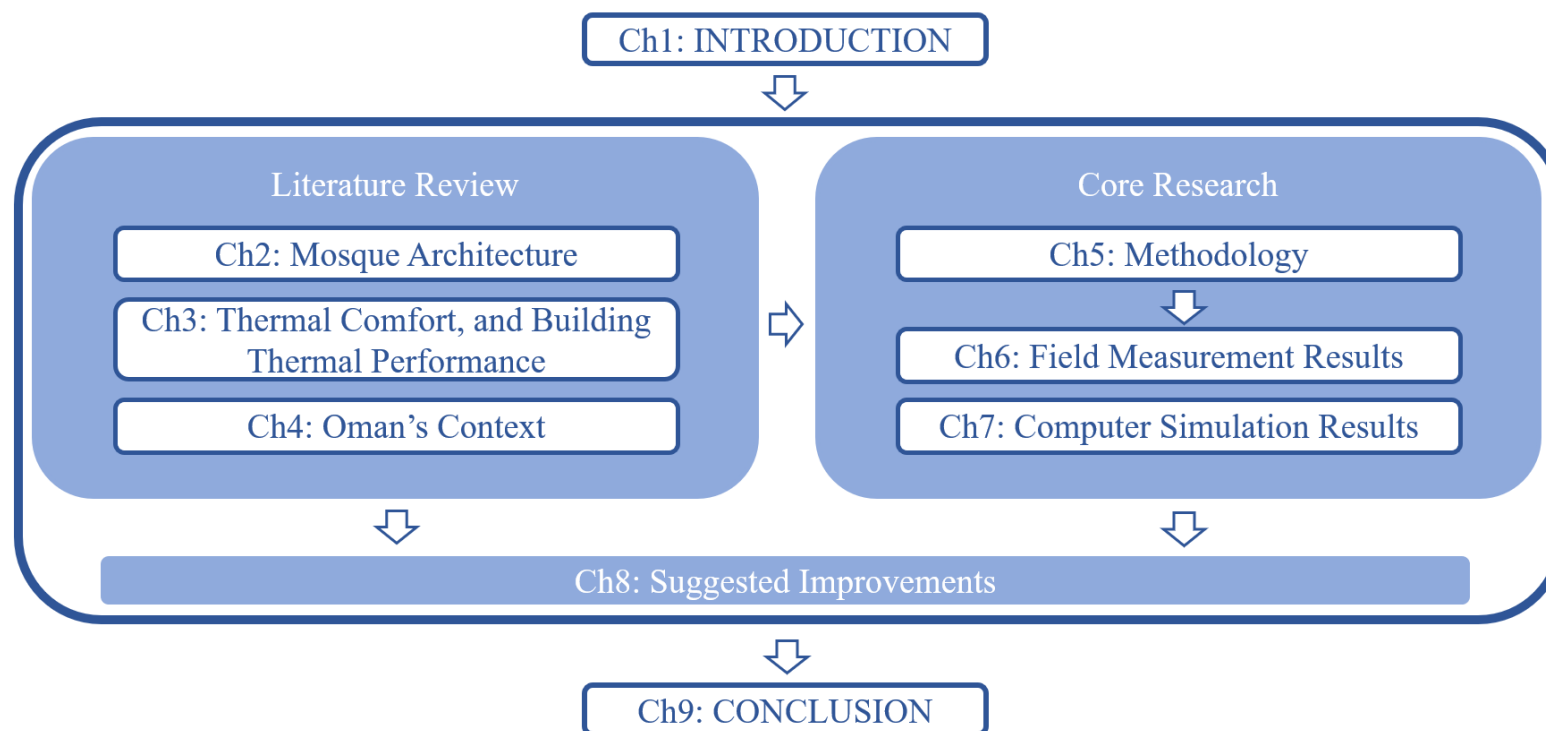 Ch1: INTRODUCTION
Literature Review
Ch2: Mosque Architecture
Ch3: Thermal Comfort, and Building
Thermal Performance
Ch4: Oman’s Context
Core Research
Ch5: Methodology
Ch6: Field Measurement Results
Ch7: Computer Simulation Results
Ch8: Suggested Improvements
Ch9: CONCLUSION